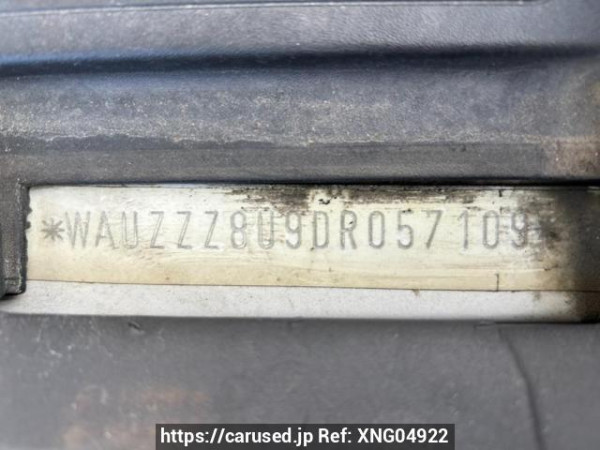 *WAUZZZ8U9DR057109*
https://carused.jp Ref: XNG04922